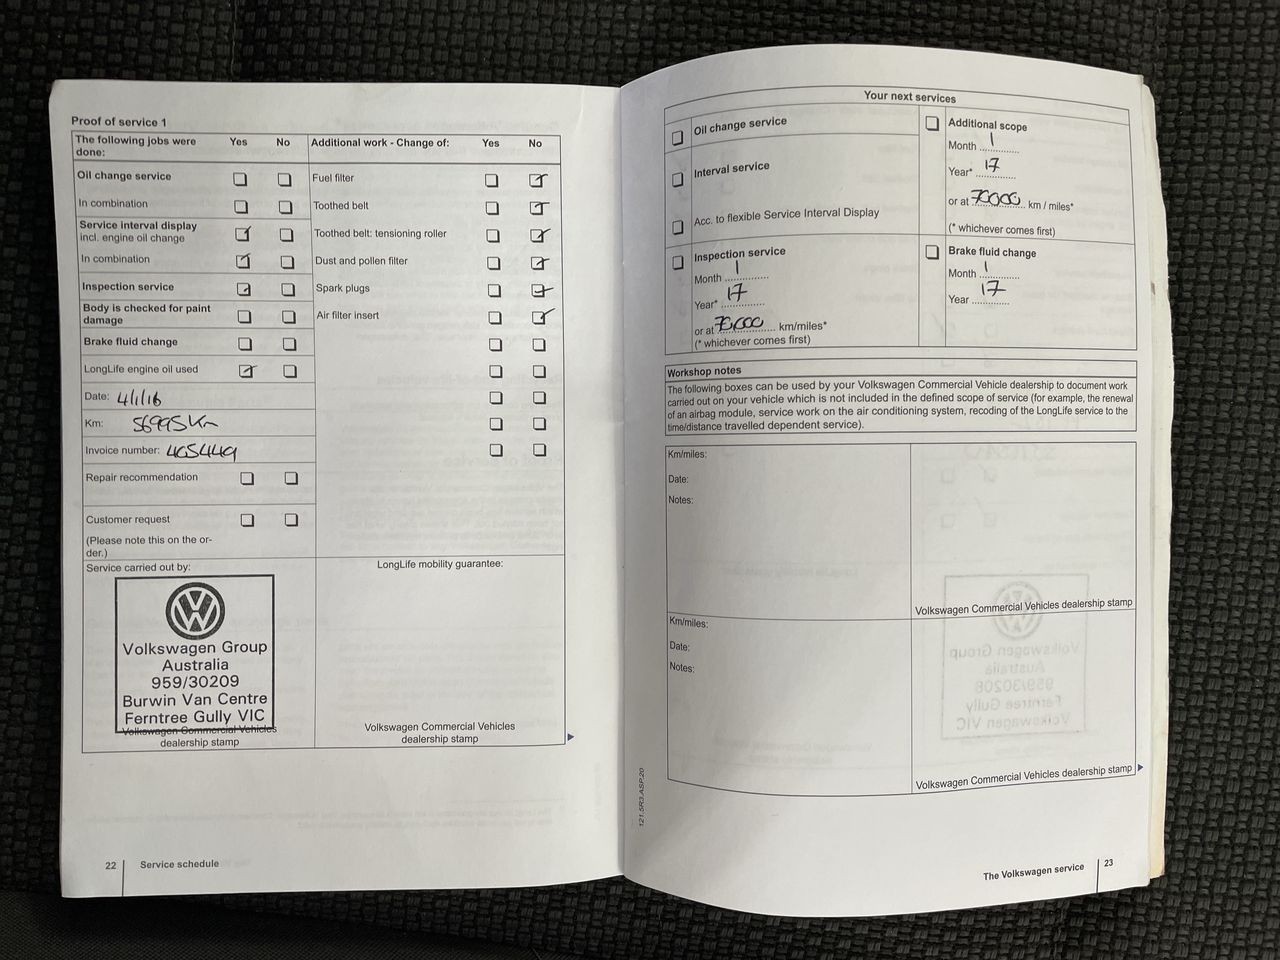 Proof of service 1
The following jobs were done: Yes No
Oil change service
In combination
Service interval display
incl. engine oil change
In combination
Inspection service
Body is checked for paint
damage
Brake fluid change
LongLife engine oil used
Date: 4/1/16
Km: 56995 Km
Invoice number: 405449
Repair recommendation
Customer request
(Please note this on the or-
der.)
Service carried out by:
Volkswagen Group
Australia
959/30209
Burwin Van Centre
Ferntree Gully VIC
Volkswagen Commercial Vehicles
dealership stamp
Additional work - Change of: Yes No
Fuel filter
Toothed belt
Toothed belt: tensioning roller
Dust and pollen filter
Spark plugs
Air filter insert
LongLife mobility guarantee:
Volkswagen Commercial Vehicles
dealership stamp
22 Service schedule
Your next services
Oil change service
Interval service
Acc. to flexible Service Interval Display
Additional scope
Month 1
Year* 17
or at 70000 km / miles*
(* whichever comes first)
Inspection service
Month 1
Year* 17
or at 70,000 km/miles*
(* whichever comes first)
Brake fluid change
Month 1
Year 17
Workshop notes
The following boxes can be used by your Volkswagen Commercial Vehicle dealership to document work
carried out on your vehicle which is not included in the defined scope of service (for example, the renewal
of an airbag module, service work on the air conditioning system, recoding of the LongLife service to the
time/distance travelled dependent service).
Km/miles:
Date:
Notes:
Volkswagen Commercial Vehicles dealership stamp
Km/miles:
Date:
Notes:
Volkswagen Commercial Vehicles dealership stamp
121.5R3.ASP.20
The Volkswagen service 23